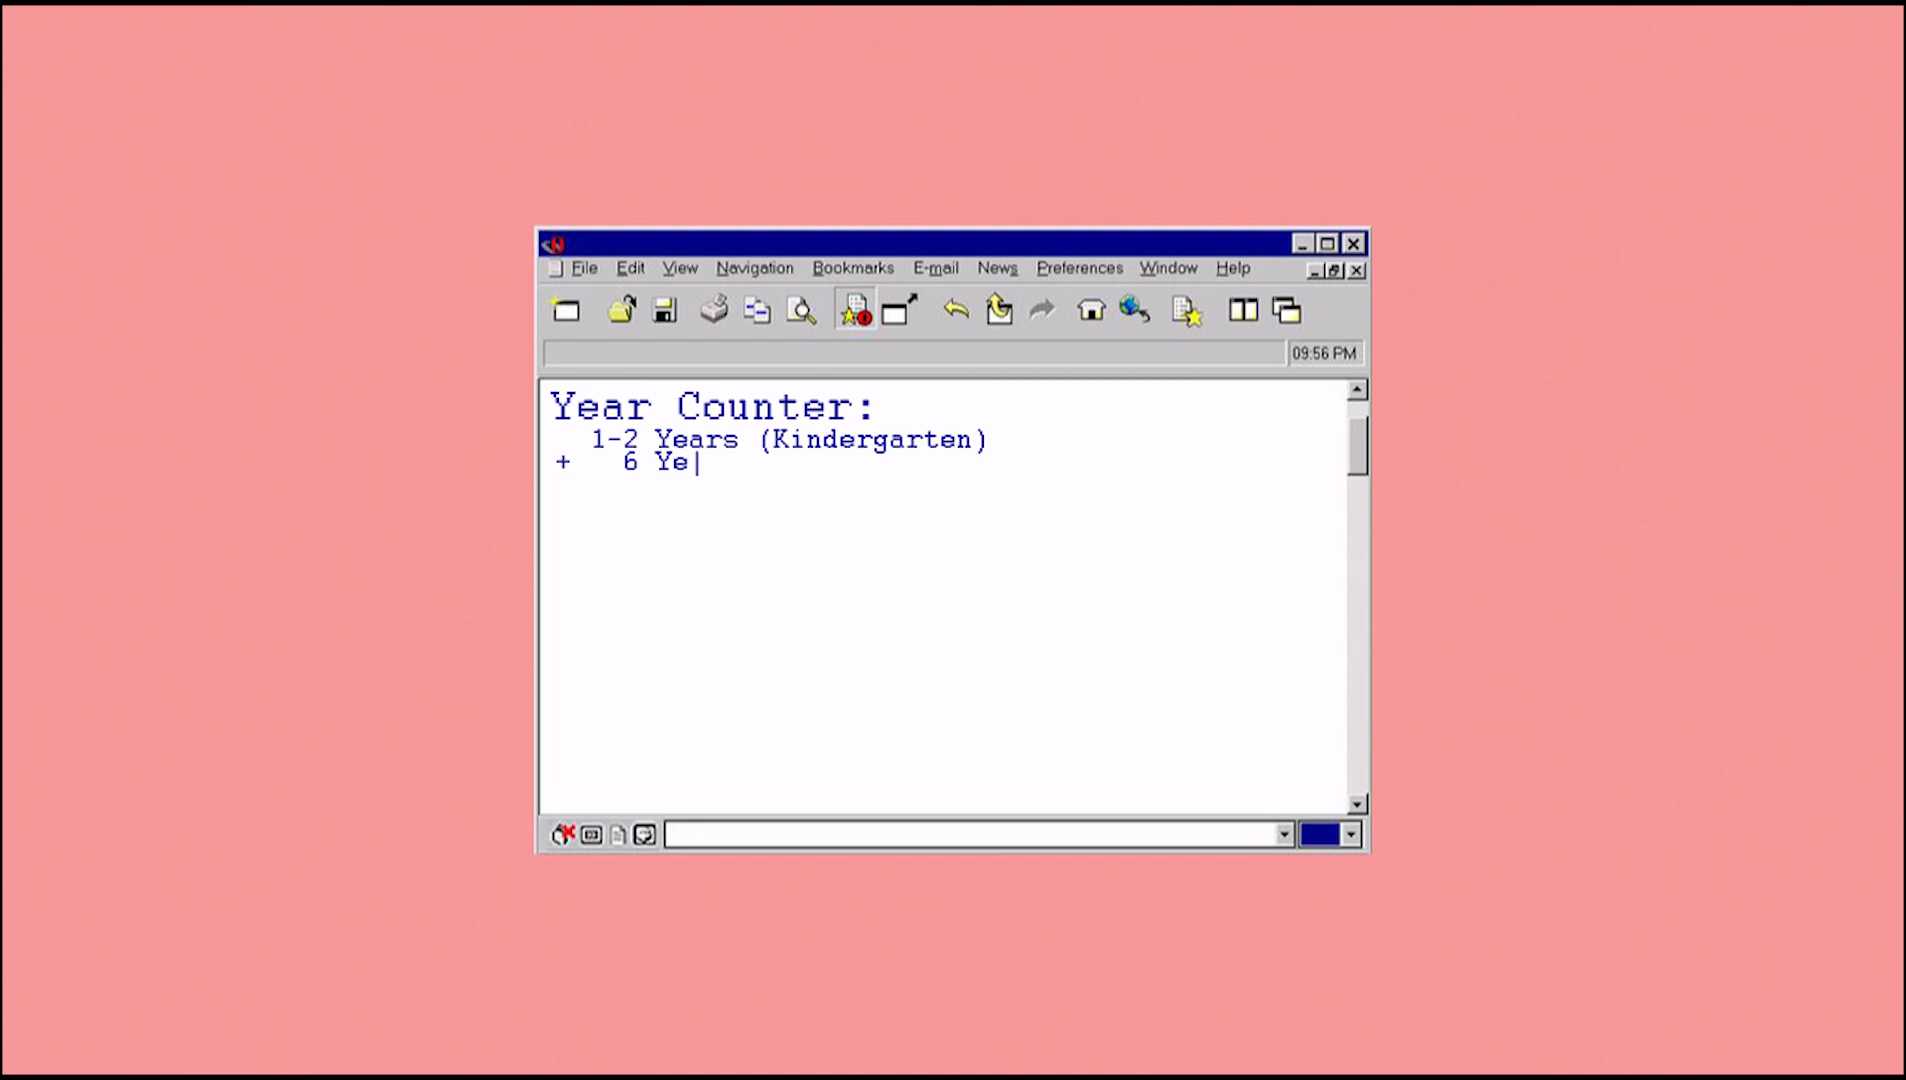 File Edit View Navigation Bookmarks E-mail News Preferences Window Help
09:56 PM
Year Counter:
1-2 Years (Kindergarten)
+ 6 Ye